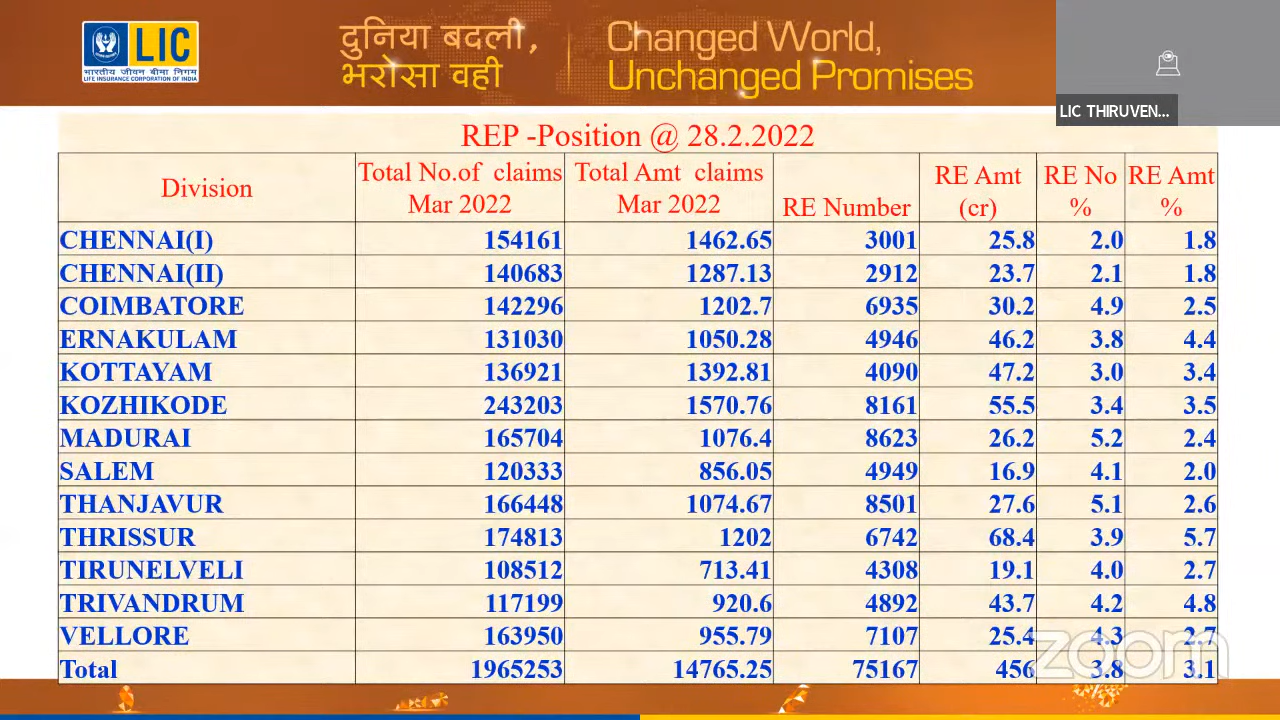 LIC
भारतीय जीवन बीमा निगम
LIFE INSURANCE CORPORATION OF INDIA
दुनिया बदली,
भरोसा वही
Changed World,
Unchanged Promises
LIC THIRUVEN...
REP -Position @ 28.2.2022
Division Total No.of claims Mar 2022 Total Amt claims Mar 2022 RE Number RE Amt (cr) RE No % RE Amt %
CHENNAI(I) 154161 1462.65 3001 25.8 2.0 1.8
CHENNAI(II) 140683 1287.13 2912 23.7 2.1 1.8
COIMBATORE 142296 1202.7 6935 30.2 4.9 2.5
ERNAKULAM 131030 1050.28 4946 46.2 3.8 4.4
KOTTAYAM 136921 1392.81 4090 47.2 3.0 3.4
KOZHIKODE 243203 1570.76 8161 55.5 3.4 3.5
MADURAI 165704 1076.4 8623 26.2 5.2 2.4
SALEM 120333 856.05 4949 16.9 4.1 2.0
THANJAVUR 166448 1074.67 8501 27.6 5.1 2.6
THRISSUR 174813 1202 6742 68.4 3.9 5.7
TIRUNELVELI 108512 713.41 4308 19.1 4.0 2.7
TRIVANDRUM 117199 920.6 4892 43.7 4.2 4.8
VELLORE 163950 955.79 7107 25.4 4.3 2.7
Total 1965253 14765.25 75167 456 3.8 3.1
zoom